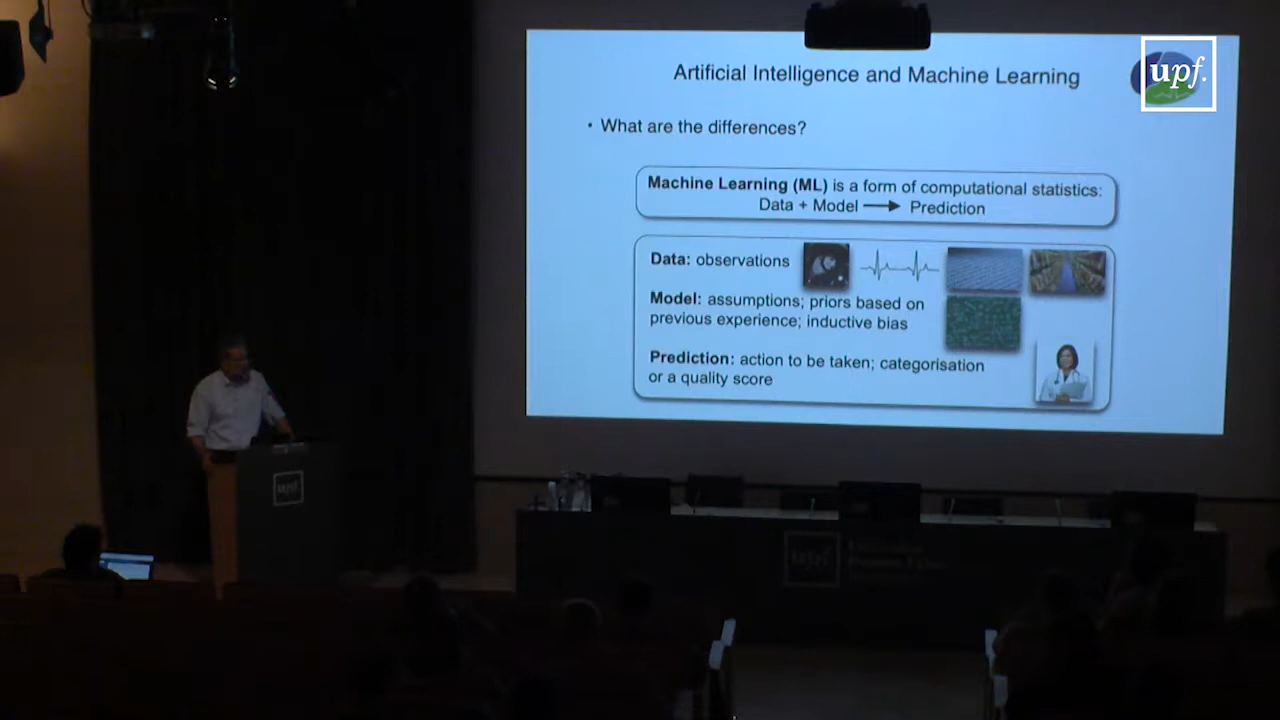 Artificial Intelligence and Machine Learning
upf.
• What are the differences?
Machine Learning (ML) is a form of computational statistics:
Data + Model → Prediction
Data: observations
Model: assumptions; priors based on
previous experience; inductive bias
Prediction: action to be taken; categorisation
or a quality score
upf.
upf.